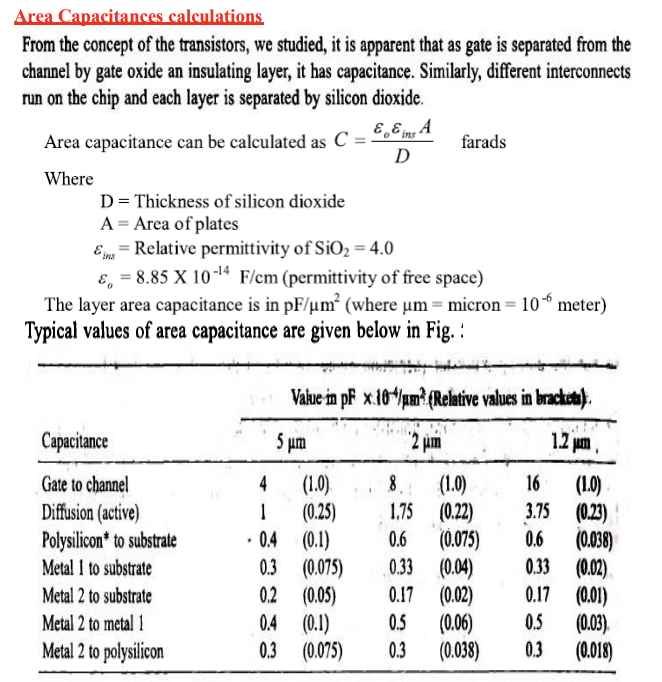 Area Capacitances calculations
From the concept of the transistors, we studied, it is apparent that as gate is separated from the
channel by gate oxide an insulating layer, it has capacitance. Similarly, different interconnects
run on the chip and each layer is separated by silicon dioxide.
Area capacitance can be calculated as C = εₒεᵢₙₛ A / D farads
Where
D = Thickness of silicon dioxide
A = Area of plates
εᵢₙₛ = Relative permittivity of SiO₂ = 4.0
εₒ = 8.85 X 10⁻¹⁴ F/cm (permittivity of free space)
The layer area capacitance is in pF/μm² (where μm = micron = 10⁻⁶ meter)
Typical values of area capacitance are given below in Fig. :
Value in pF x 10⁻⁴/μm² (Relative values in brackets).
Capacitance 5 μm 2 μm 1.2 μm
Gate to channel 4 (1.0) 8 (1.0) 16 (1.0)
Diffusion (active) 1 (0.25) 1.75 (0.22) 3.75 (0.23)
Polysilicon* to substrate 0.4 (0.1) 0.6 (0.075) 0.6 (0.038)
Metal 1 to substrate 0.3 (0.075) 0.33 (0.04) 0.33 (0.02)
Metal 2 to substrate 0.2 (0.05) 0.17 (0.02) 0.17 (0.01)
Metal 2 to metal 1 0.4 (0.1) 0.5 (0.06) 0.5 (0.03)
Metal 2 to polysilicon 0.3 (0.075) 0.3 (0.038) 0.3 (0.018)